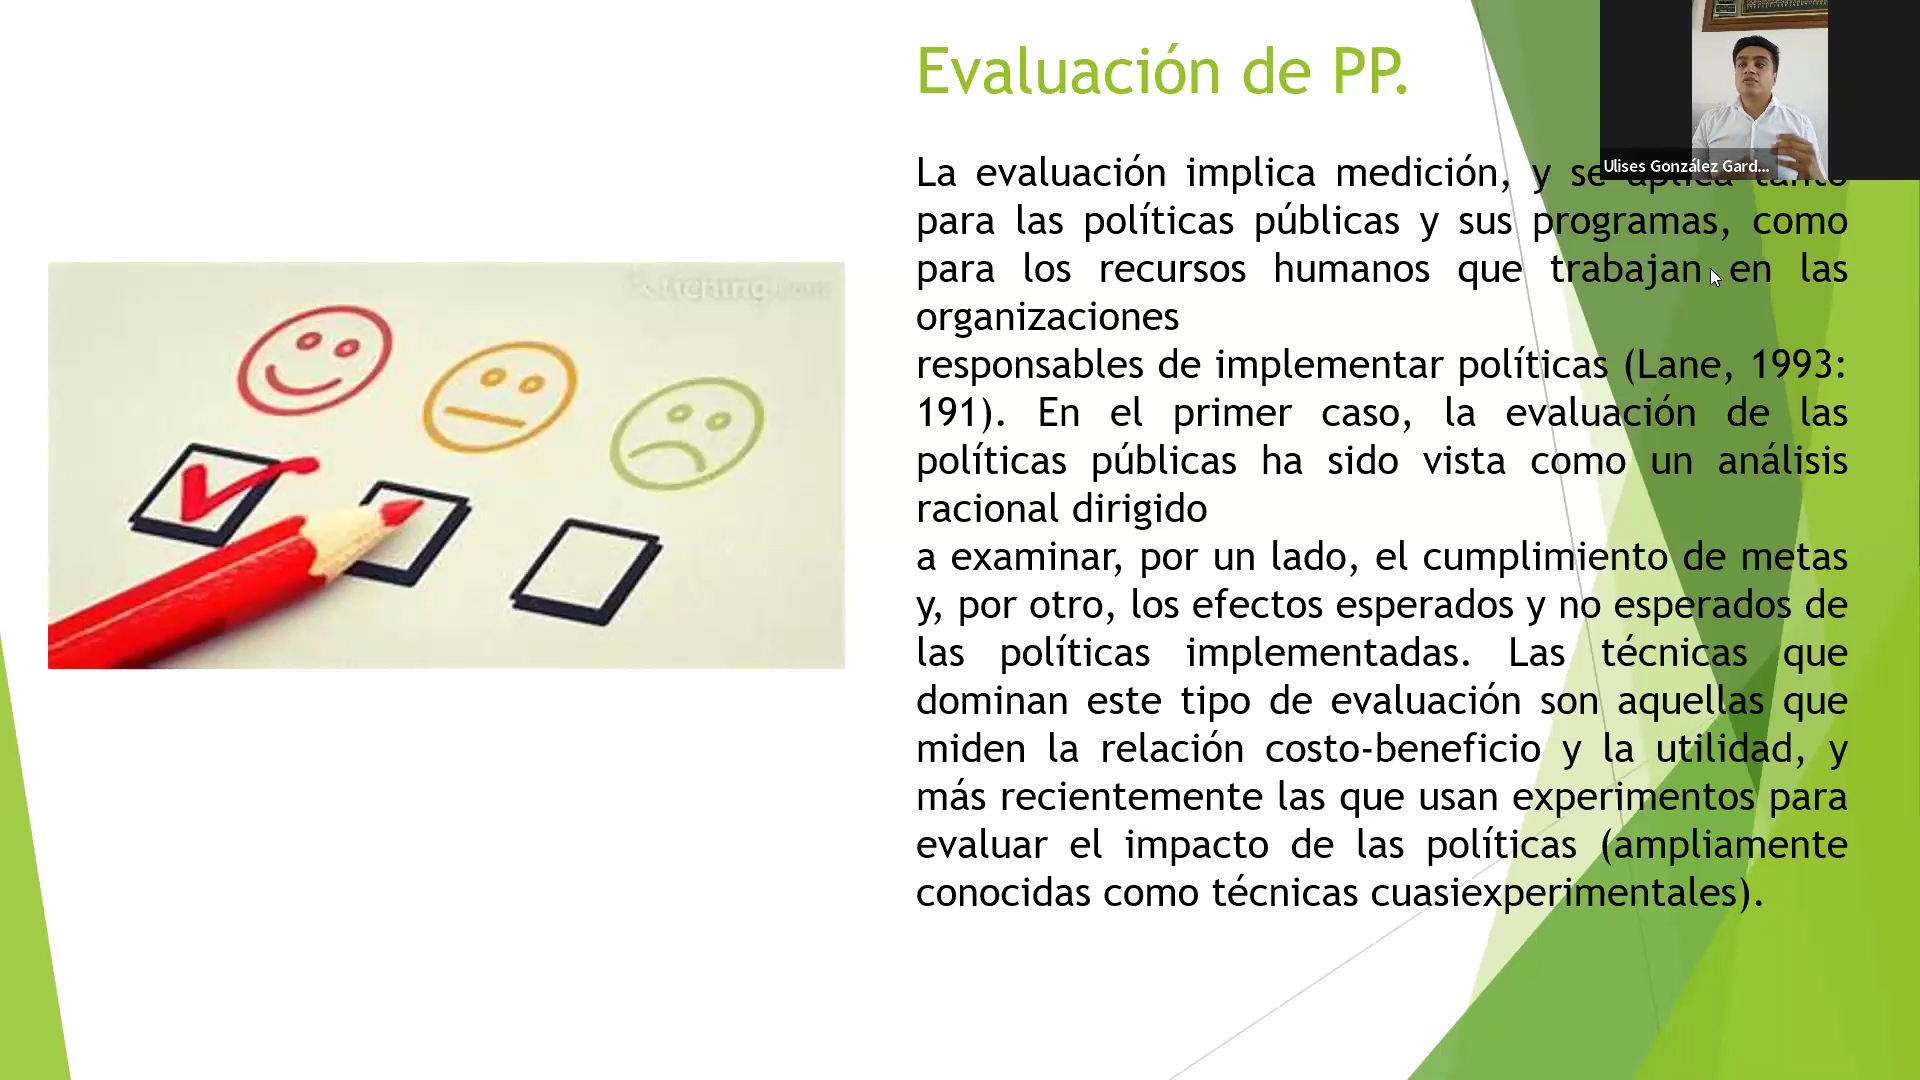 Evaluación de PP.
Ulises González Gard...
La evaluación implica medición, y se aplica tanto
para las políticas públicas y sus programas, como
para los recursos humanos que trabajan en las
organizaciones
responsables de implementar políticas (Lane, 1993:
191). En el primer caso, la evaluación de las
políticas públicas ha sido vista como un análisis
racional dirigido
a examinar, por un lado, el cumplimiento de metas
y, por otro, los efectos esperados y no esperados de
las políticas implementadas. Las técnicas que
dominan este tipo de evaluación son aquellas que
miden la relación costo-beneficio y la utilidad, y
más recientemente las que usan experimentos para
evaluar el impacto de las políticas (ampliamente
conocidas como técnicas cuasiexperimentales).